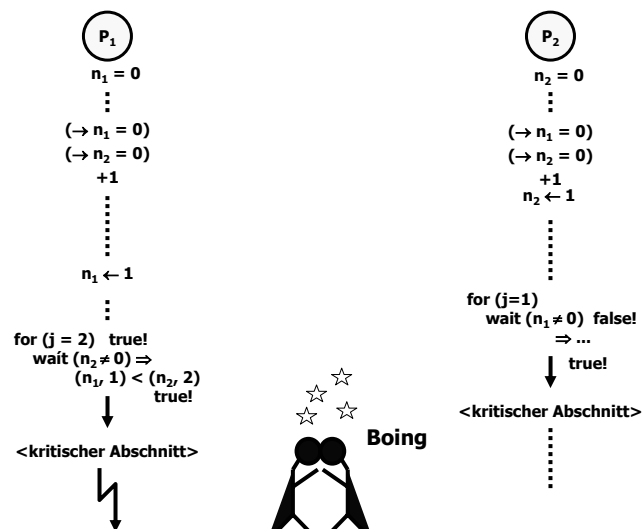 P1
n1 = 0
(→ n1 = 0)
(→ n2 = 0)
+1
n1 ← 1
for (j = 2) true!
wait (n2 ≠ 0) ⇒
(n1, 1) < (n2, 2)
true!
<kritischer Abschnitt>
Boing
P2
n2 = 0
(→ n1 = 0)
(→ n2 = 0)
+1
n2 ← 1
for (j=1)
wait (n1 ≠ 0) false!
⇒ ...
true!
<kritischer Abschnitt>